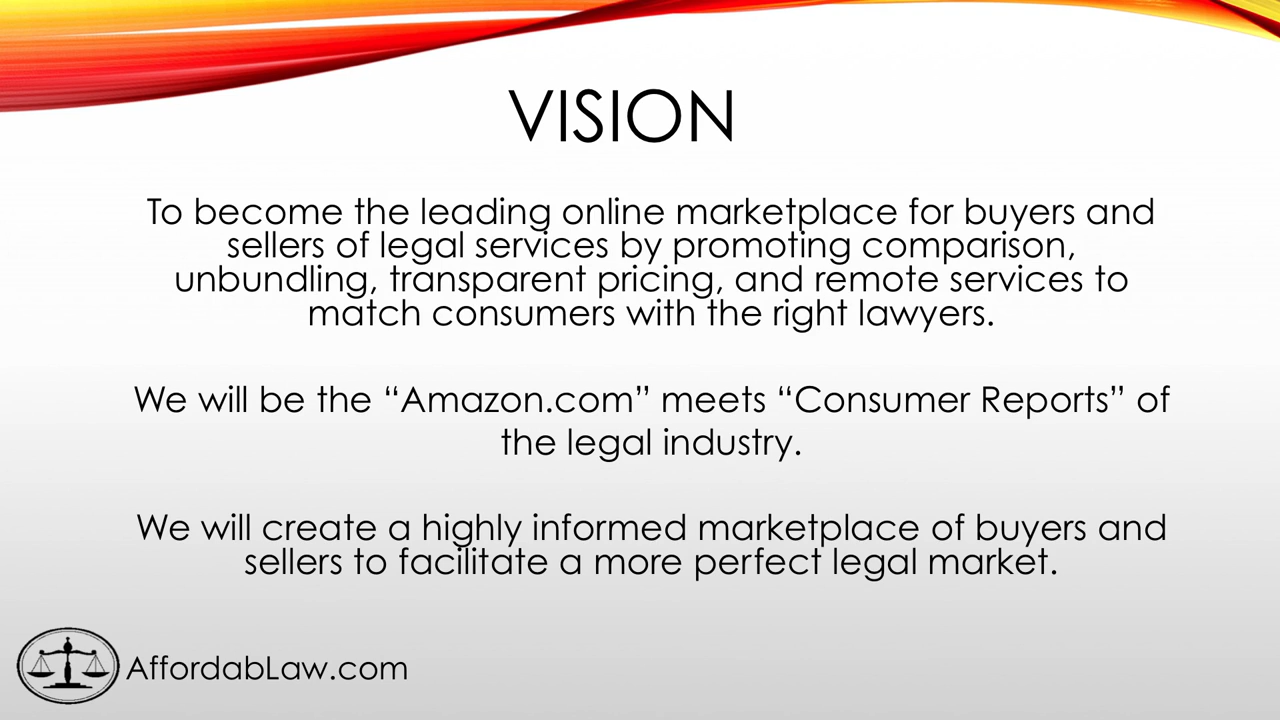 VISION
To become the leading online marketplace for buyers and
sellers of legal services by promoting comparison,
unbundling, transparent pricing, and remote services to
match consumers with the right lawyers.
We will be the “Amazon.com” meets “Consumer Reports” of
the legal industry.
We will create a highly informed marketplace of buyers and
sellers to facilitate a more perfect legal market.
AffordabLaw.com